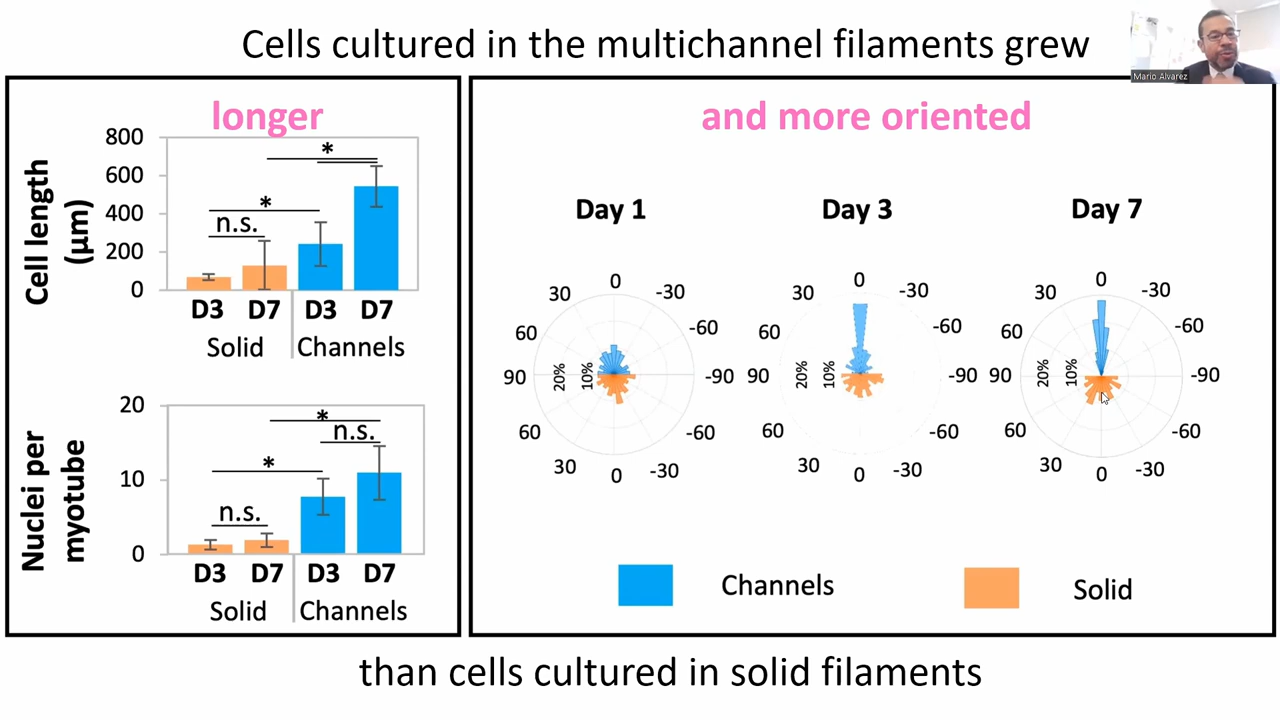 Cells cultured in the multichannel filaments grew
Mario Alvarez
longer
Cell length
(µm)
800
600
400
200
0
*
*
n.s.
D3 D7 D3 D7
Solid Channels
Nuclei per
myotube
20
10
0
*
n.s.
*
n.s.
D3 D7 D3 D7
Solid Channels
and more oriented
Day 1
0
30 -30
60 -60
90 20% 10% -90
60 -60
30 -30
0
Day 3
0
30 -30
60 -60
90 20% 10% -90
60 -60
30 -30
0
Day 7
0
30 -30
60 -60
90 20% 10% -90
60 -60
30 -30
0
Channels Solid
than cells cultured in solid filaments